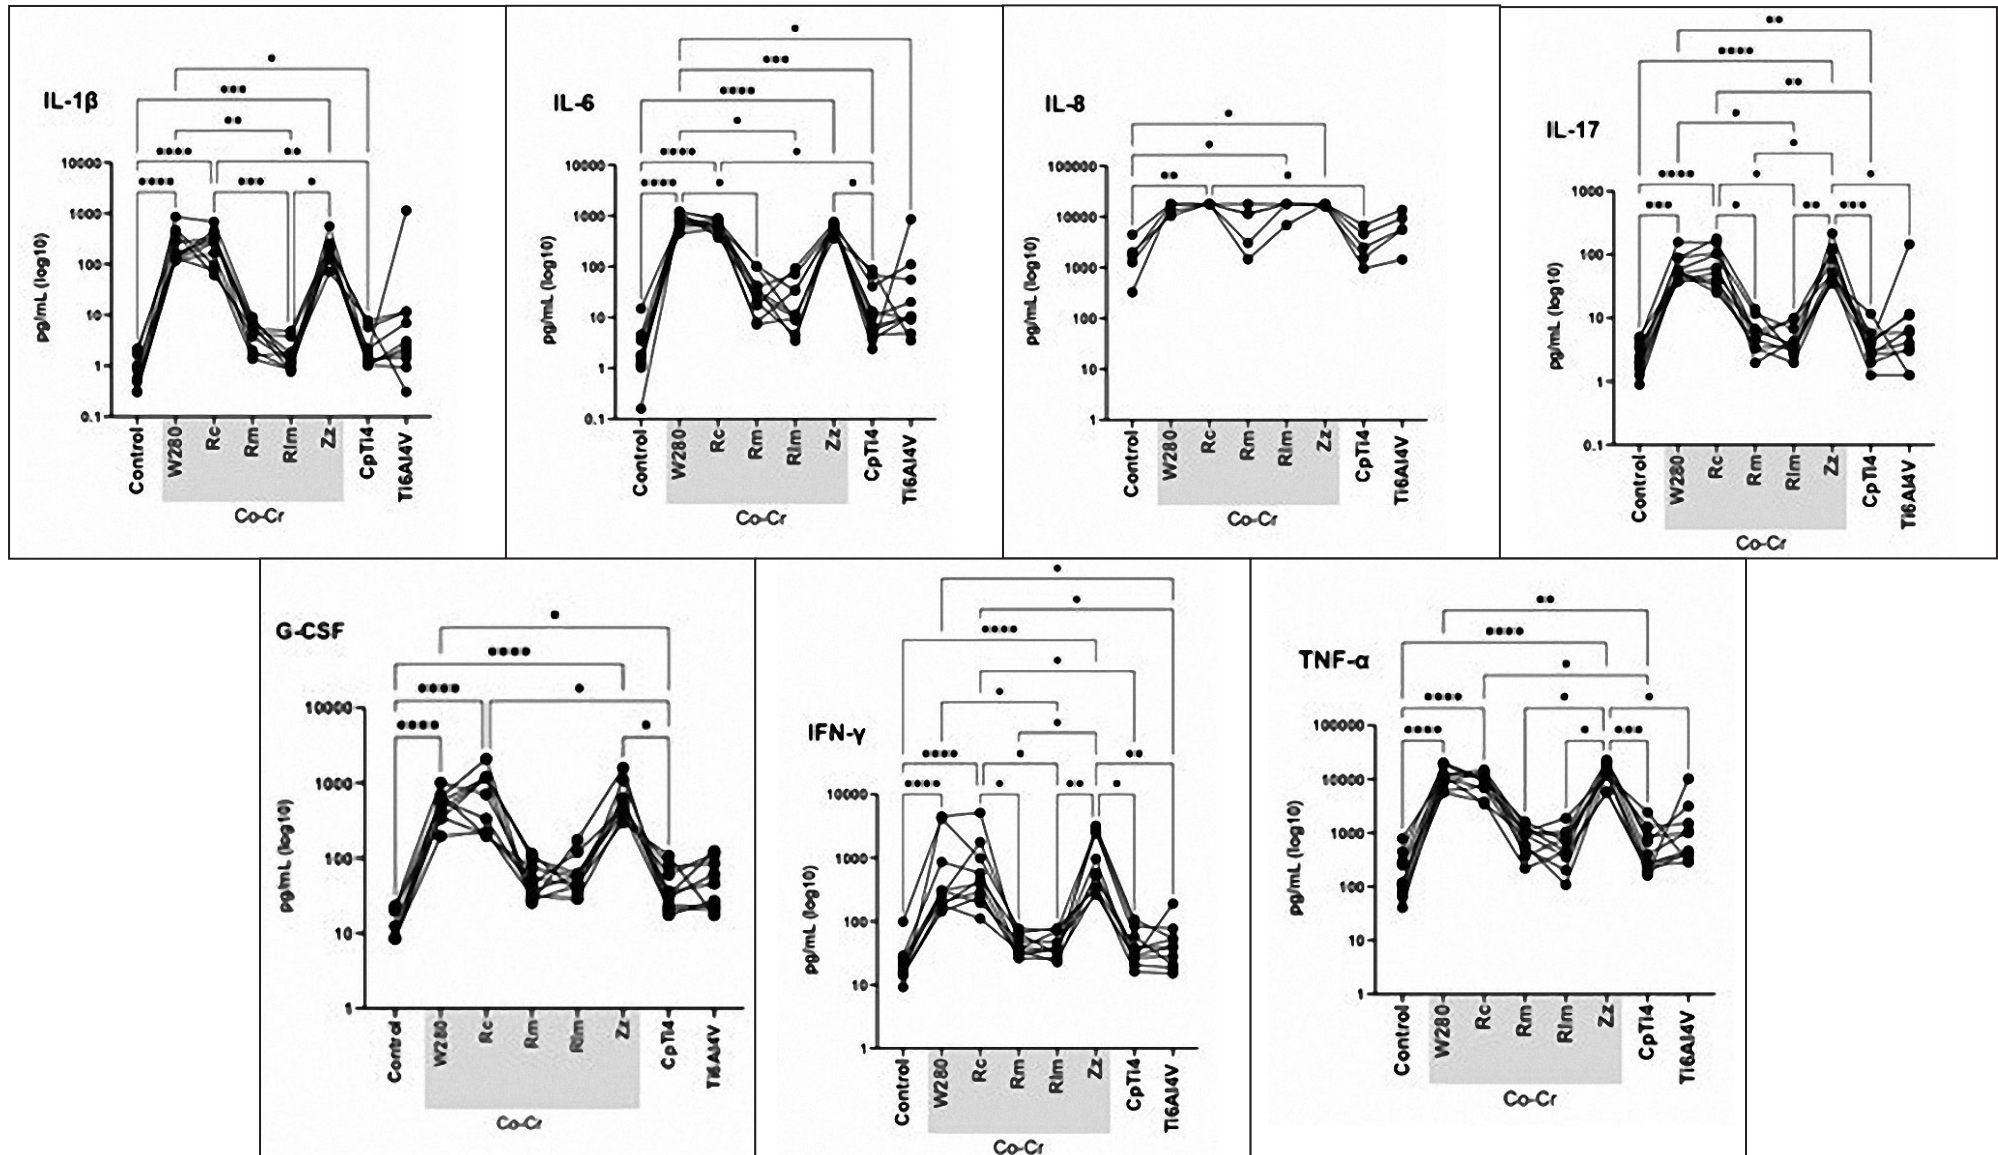 IL-1β
pg/mL (log10)
10000
1000
100
10
1
0.1
Control
W280
Rc
Rm
Rlm
Zz
CpTi4
Ti6Al4V
Co-Cr
IL-6
pg/mL (log10)
10000
1000
100
10
1
0.1
Control
W280
Rc
Rm
Rlm
Zz
CpTi4
Ti6Al4V
Co-Cr
IL-8
pg/mL (log10)
100000
10000
1000
100
10
1
Control
W280
Rc
Rm
Rlm
Zz
CpTi4
Ti6Al4V
Co-Cr
IL-17
pg/mL (log10)
1000
100
10
1
0.1
Control
W280
Rc
Rm
Rlm
Zz
CpTi4
Ti6Al4V
Co-Cr
G-CSF
pg/mL (log10)
10000
1000
100
10
1
Control
W280
Rc
Rm
Rlm
Zz
CpTi4
Ti6Al4V
Co-Cr
IFN-γ
pg/mL (log10)
10000
1000
100
10
1
Control
W280
Rc
Rm
Rlm
Zz
CpTi4
Ti6Al4V
Co-Cr
TNF-α
pg/mL (log10)
100000
10000
1000
100
10
1
Control
W280
Rc
Rm
Rlm
Zz
CpTi4
Ti6Al4V
Co-Cr